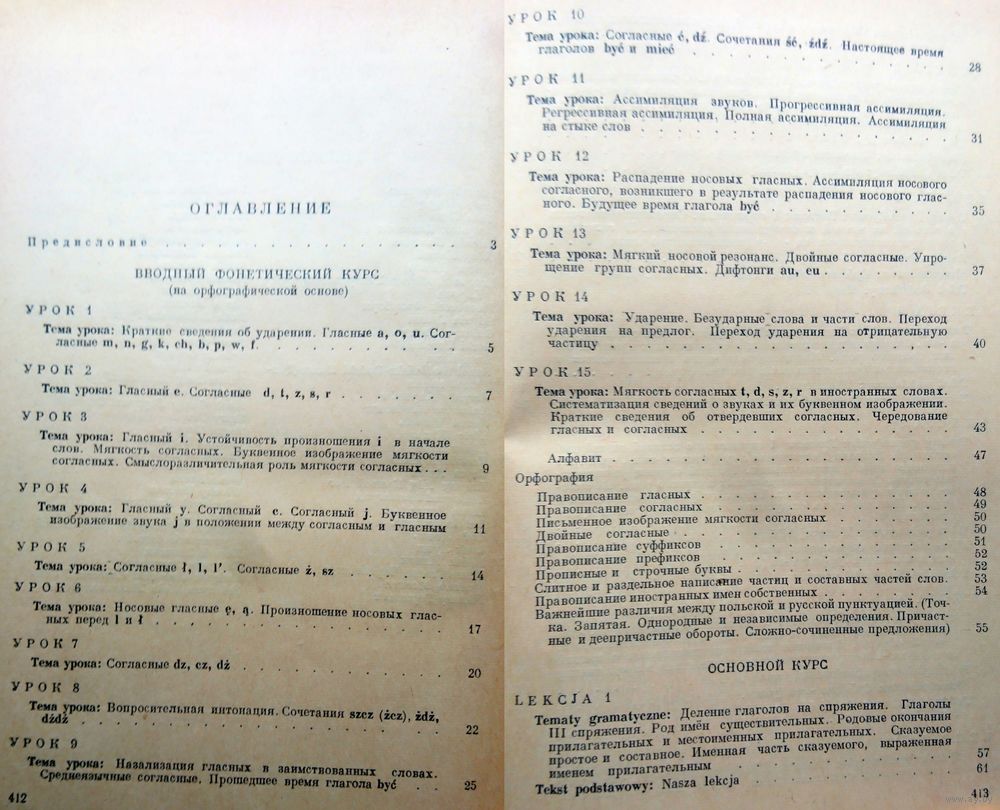 ОГЛАВЛЕНИЕ
Предисловие . . . . . . . . . . . . . . . . . 3
ВВОДНЫЙ ФОНЕТИЧЕСКИЙ КУРС
(на орфографической основе)
УРОК 1
Тема урока: Краткие сведения об ударении. Гласные a, o, u. Сог-
ласные m, n, g, k, ch, b, p, w, f. . . . . . . . . . . 5
УРОК 2
Тема урока: Гласный e. Согласные d, t, z, s, r . . . . . . . 7
УРОК 3
Тема урока: Гласный i. Устойчивость произношения i в начале
слов. Мягкость согласных. Буквенное изображение мягкости
согласных. Смыслоразличительная роль мягкости согласных . . . 9
УРОК 4
Тема урока: Гласный y. Согласный c. Согласный j. Буквенное
изображение звука j в положении между согласным и гласным 11
УРОК 5
Тема урока: Согласные ł, l, l'. Согласные ż, sz . . . . . . 14
УРОК 6
Тема урока: Носовые гласные ę, ą. Произношение носовых глас-
ных перед l и ł . . . . . . . . . . . . . . . . 17
УРОК 7
Тема урока: Согласные dz, cz, dż . . . . . . . . . . . 20
УРОК 8
Тема урока: Вопросительная интонация. Сочетания szcz (żcz), żdż,
dżdż . . . . . . . . . . . . . . . . . . . 22
УРОК 9
Тема урока: Назализация гласных в заимствованных словах.
Среднеязычные согласные. Прошедшее время глагола być . . . 25
412
УРОК 10
Тема урока: Согласные ć, dź. Сочетания ść, źdź. Настоящее время
глаголов być и mieć . . . . . . . . . . . . . . 28
УРОК 11
Тема урока: Ассимиляция звуков. Прогрессивная ассимиляция.
Регрессивная ассимиляция. Полная ассимиляция. Ассимиляция
на стыке слов . . . . . . . . . . . . . . . . . 31
УРОК 12
Тема урока: Распадение носовых гласных. Ассимиляция носового
согласного, возникшего в результате распадения носового глас-
ного. Будущее время глагола być . . . . . . . . . . 35
УРОК 13
Тема урока: Мягкий носовой резонанс. Двойные согласные. Упро-
щение групп согласных. Дифтонги au, eu . . . . . . . . 37
УРОК 14
Тема урока: Ударение. Безударные слова и части слов. Переход
ударения на предлог. Переход ударения на отрицательную
частицу . . . . . . . . . . . . . . . . . . . 40
УРОК 15
Тема урока: Мягкость согласных t, d, s, z, r в иностранных словах.
Систематизация сведений о звуках и их буквенном изображении.
Краткие сведения об отвердевших согласных. Чередование
гласных и согласных . . . . . . . . . . . . . . 43
Алфавит . . . . . . . . . . . . . . . . . . . 47
Орфография
Правописание гласных . . . . . . . . . . . . . . 48
Правописание согласных . . . . . . . . . . . . . 49
Письменное изображение мягкости согласных . . . . . . . 50
Двойные согласные . . . . . . . . . . . . . . . 50
Правописание суффиксов . . . . . . . . . . . . . 51
Правописание префиксов . . . . . . . . . . . . . 52
Прописные и строчные буквы . . . . . . . . . . . . 52
Слитное и раздельное написание частиц и составных частей слов. 53
Правописание иностранных имен собственных . . . . . . . 54
Важнейшие различия между польской и русской пунктуацией. (Точ-
ка. Запятая. Однородные и независимые определения. Причаст-
ные и деепричастные обороты. Сложно-сочиненные предложения) 55
ОСНОВНОЙ КУРС
LEKCJA 1
Tematy gramatyczne: Деление глаголов на спряжения. Глаголы
III спряжения. Род имён существительных. Родовые окончания
прилагательных и местоименных прилагательных. Сказуемое
простое и составное. Именная часть сказуемого, выраженная
именем прилагательным . . . . . . . . . . . . . 57
Tekst podstawowy: Nasza lekcja . . . . . . . . . . . 61
413